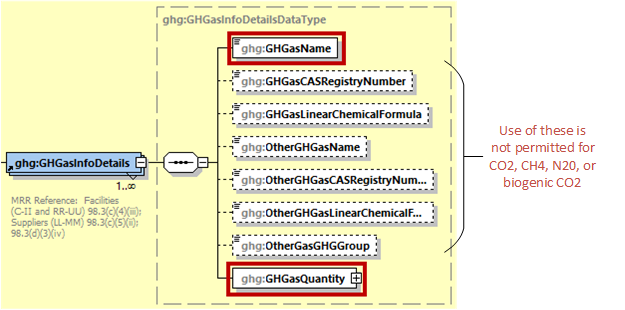 ghg:GHGasInfoDetailsDataType
ghg:GHGasName
ghg:GHGasCASRegistryNumber
ghg:GHGasLinearChemicalFormula
ghg:OtherGHGasName
ghg:OtherGHGasCASRegistryNum...
ghg:OtherGHGasLinearChemicalF...
ghg:OtherGasGHGGroup
ghg:GHGasQuantity
ghg:GHGasInfoDetails
1..∞
MRR Reference: Facilities
(C-II and RR-UU) 98.3(c)(4)(iii);
Suppliers (LL-MM) 98.3(c)(5)(ii);
98.3(d)(3)(iv)
Use of these is
not permitted for
CO2, CH4, N20, or
biogenic CO2